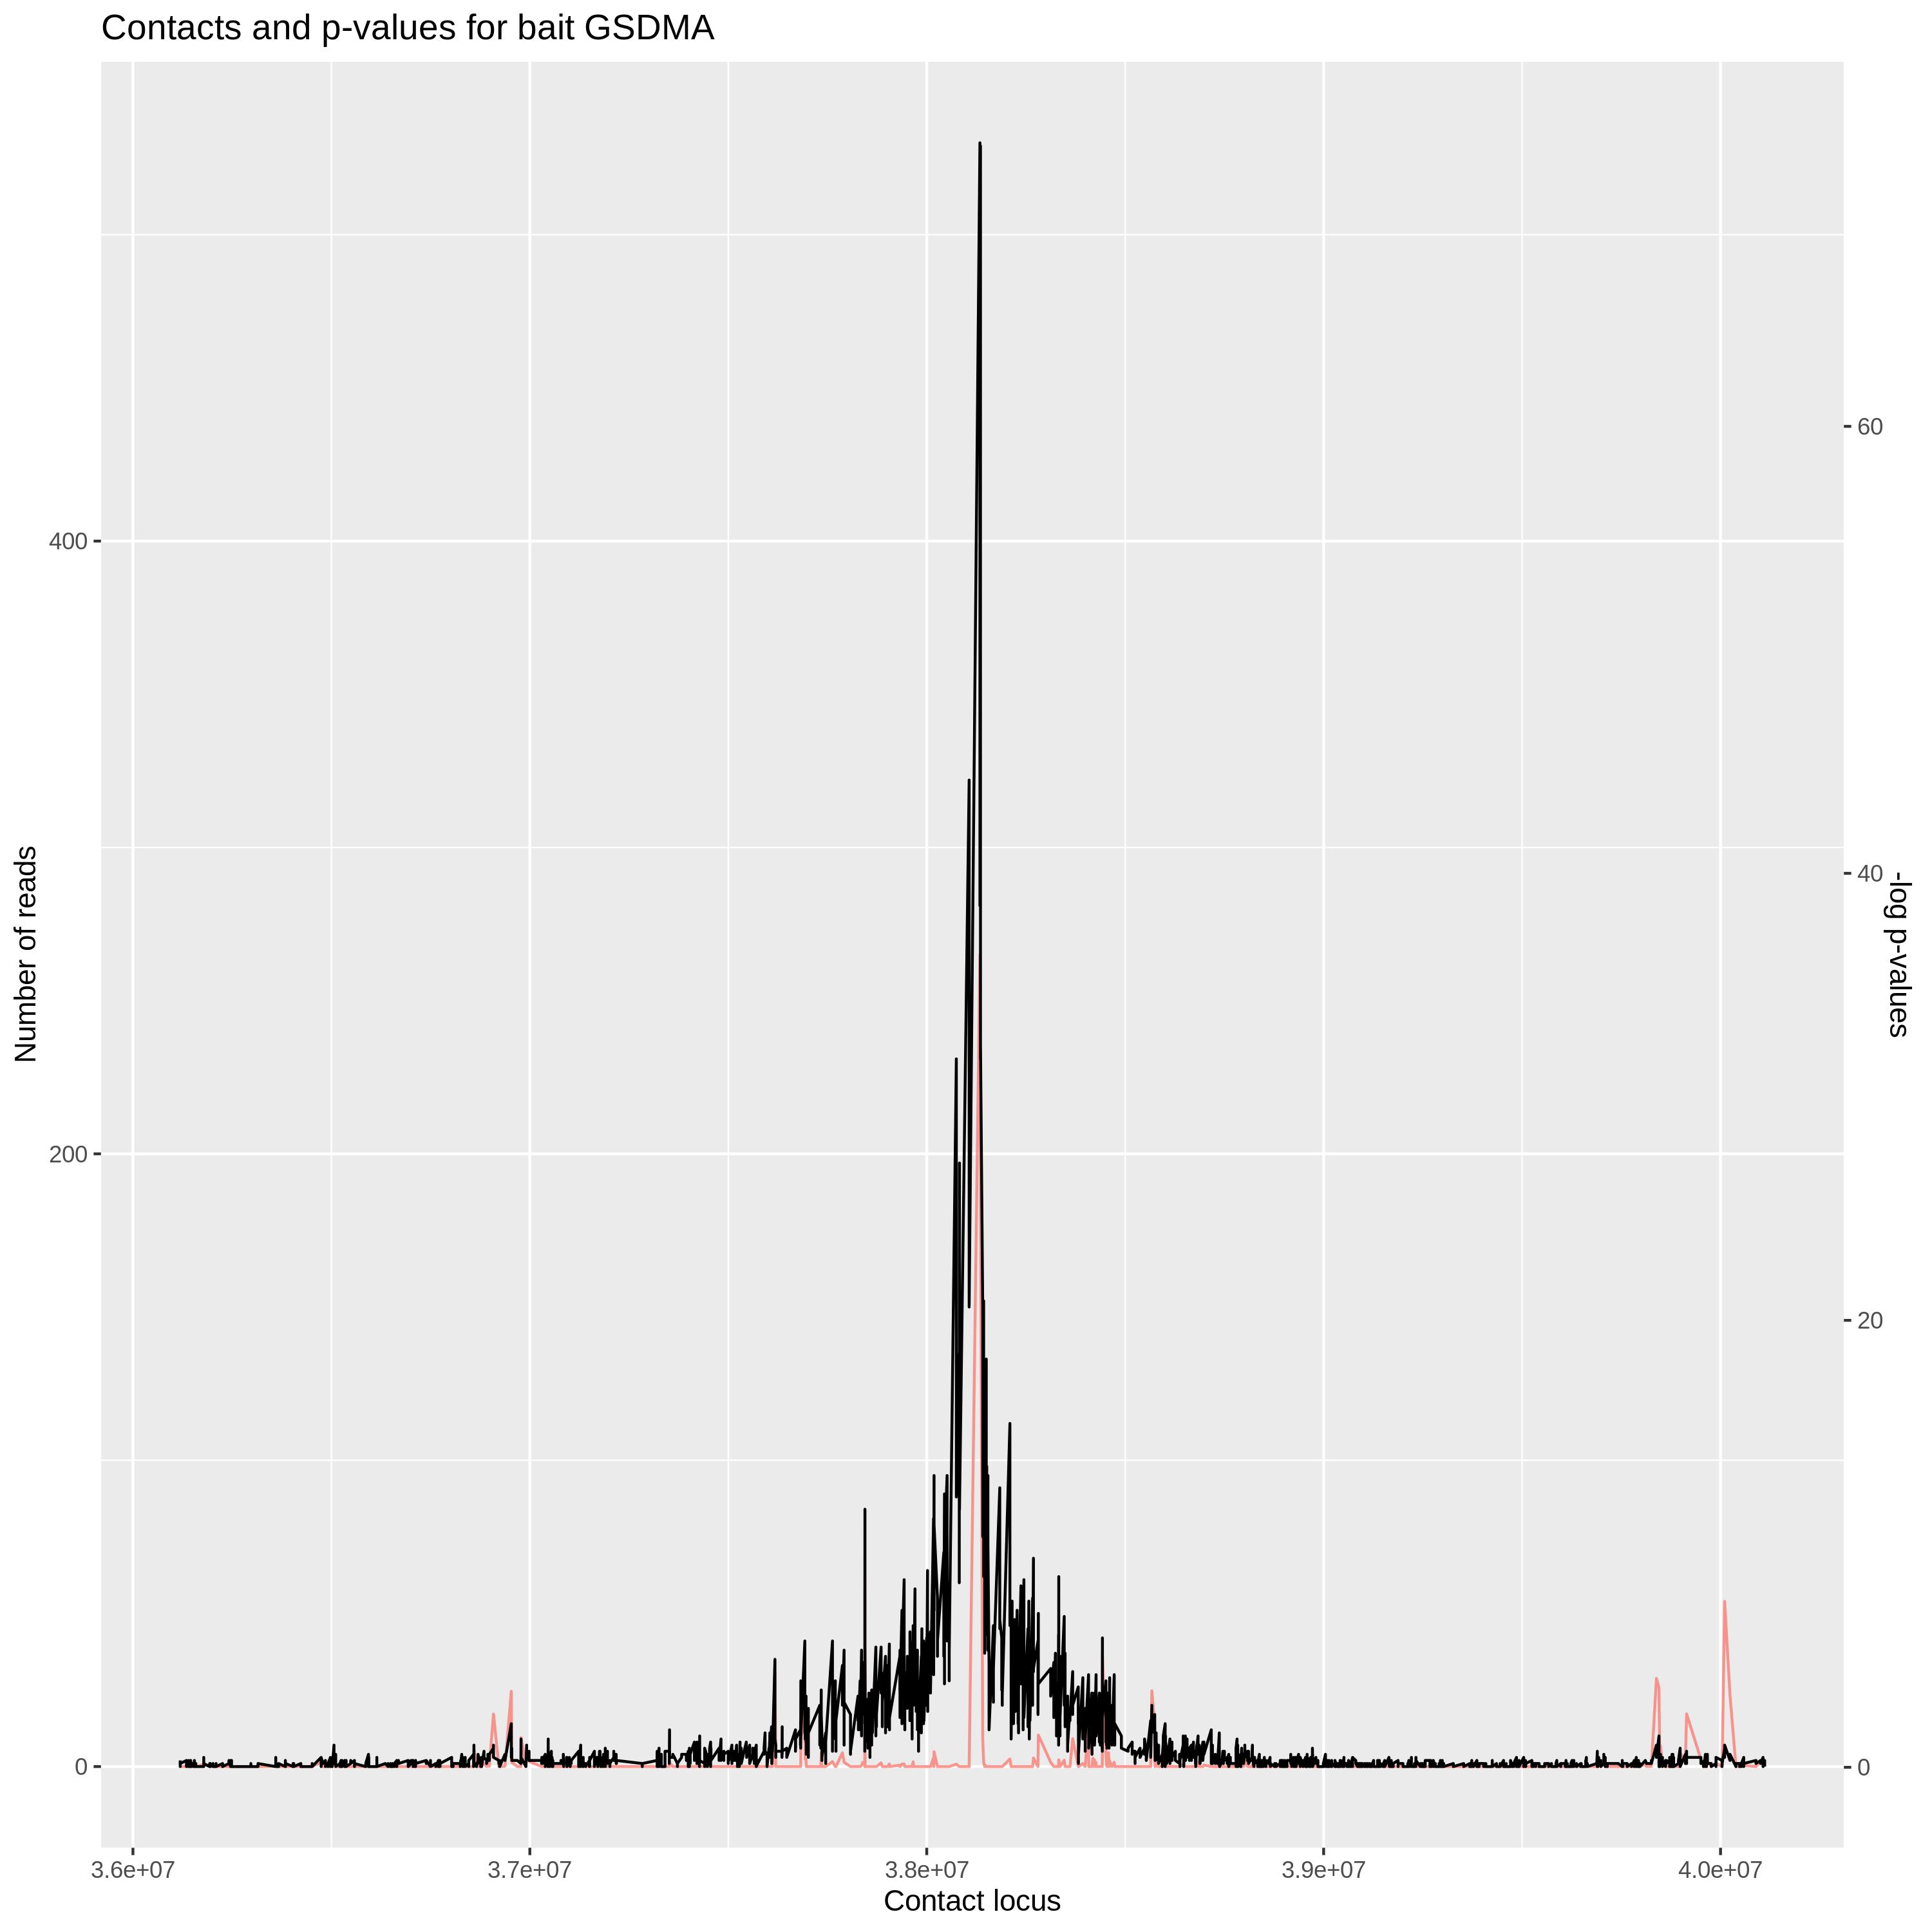 Contacts and p-values for bait GSDMA
Number of reads
400
200
0
60
40
20
0
-log p-values
3.6e+07
3.7e+07
3.8e+07
3.9e+07
4.0e+07
Contact locus